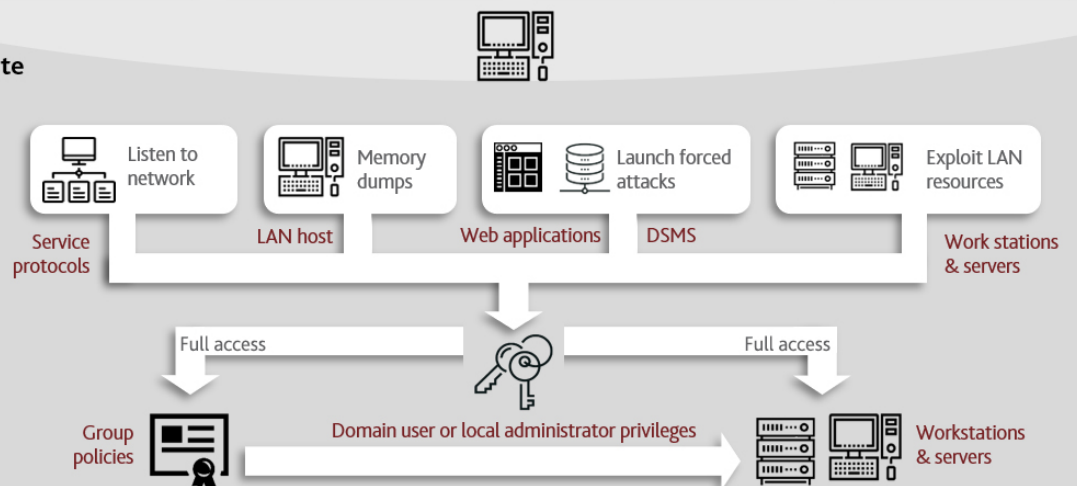 te
Listen to
network
Memory
dumps
Launch forced
attacks
Exploit LAN
resources
Service
protocols
LAN host
Web applications
DSMS
Work stations
& servers
Full access
Full access
Group
policies
Domain user or local administrator privileges
Workstations
& servers